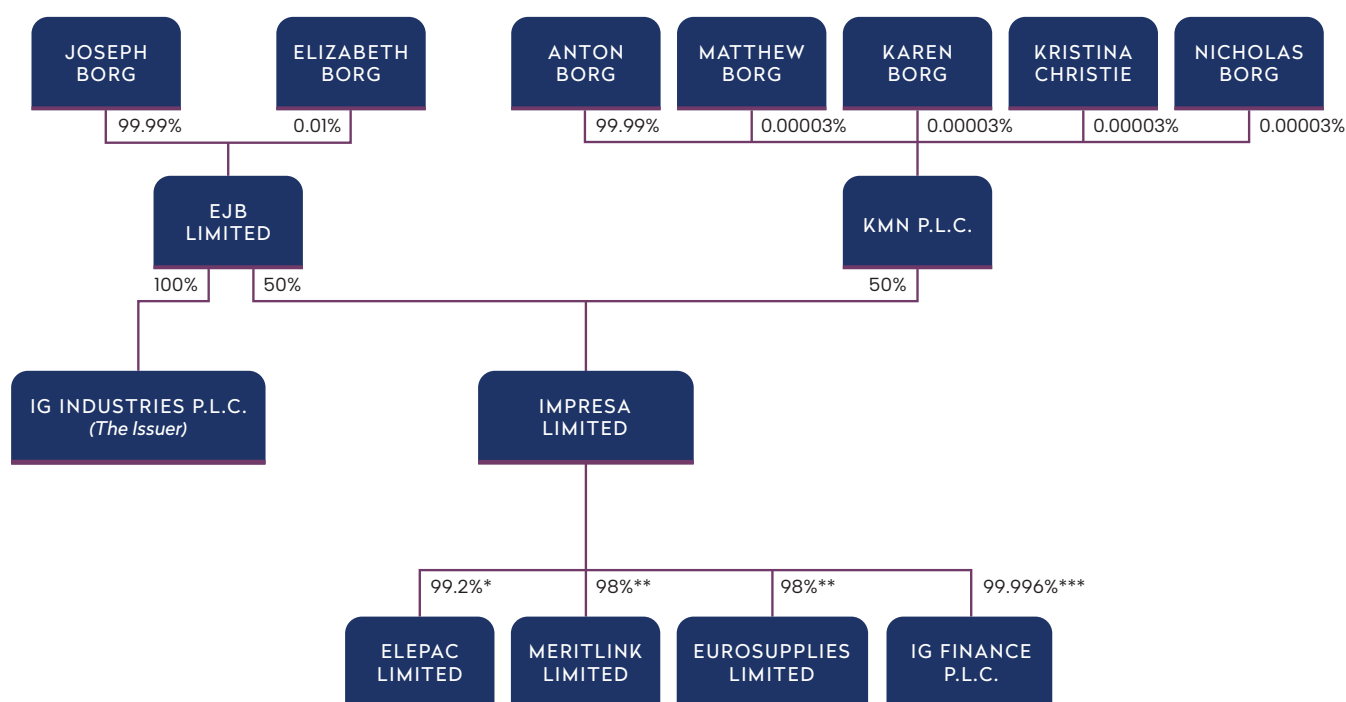 JOSEPH
BORG
ELIZABETH
BORG
ANTON
BORG
MATTHEW
BORG
KAREN
BORG
KRISTINA
CHRISTIE
NICHOLAS
BORG
99.99%
0.01%
99.99%
0.00003%
0.00003%
0.00003%
0.00003%
EJB
LIMITED
KMN P.L.C.
100%
50%
50%
IG INDUSTRIES P.L.C.
(The Issuer)
IMPRESA
LIMITED
99.2%*
98%**
98%**
99.996%***
ELEPAC
LIMITED
MERITLINK
LIMITED
EUROSUPPLIES
LIMITED
IG FINANCE
P.L.C.